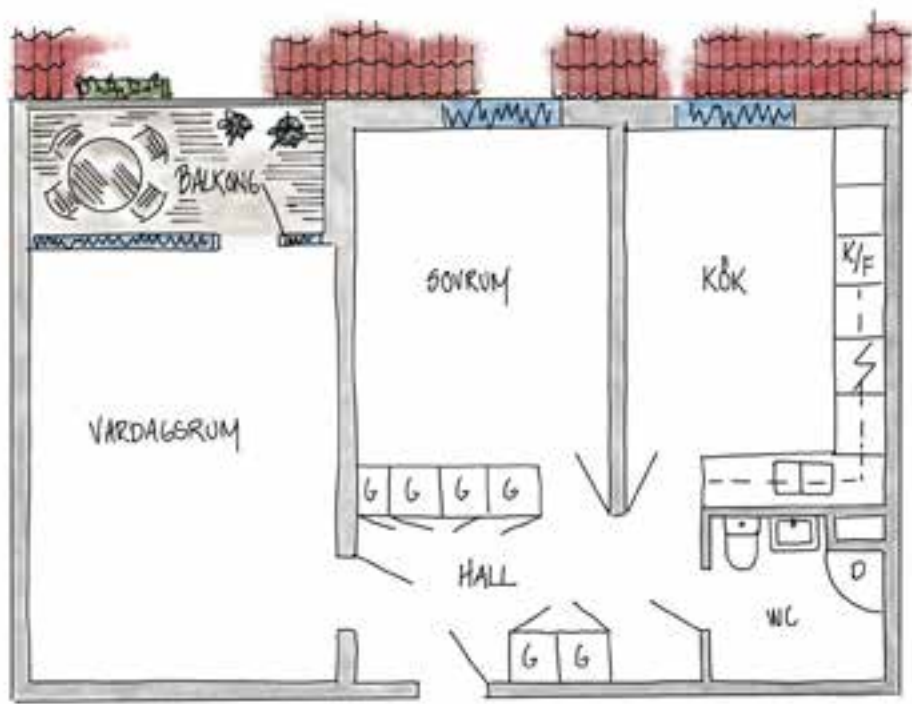 BALKONG
SOVRUM
KÖK
K/F
VARDAGSRUM
G G G G
HALL
D
WC
G G